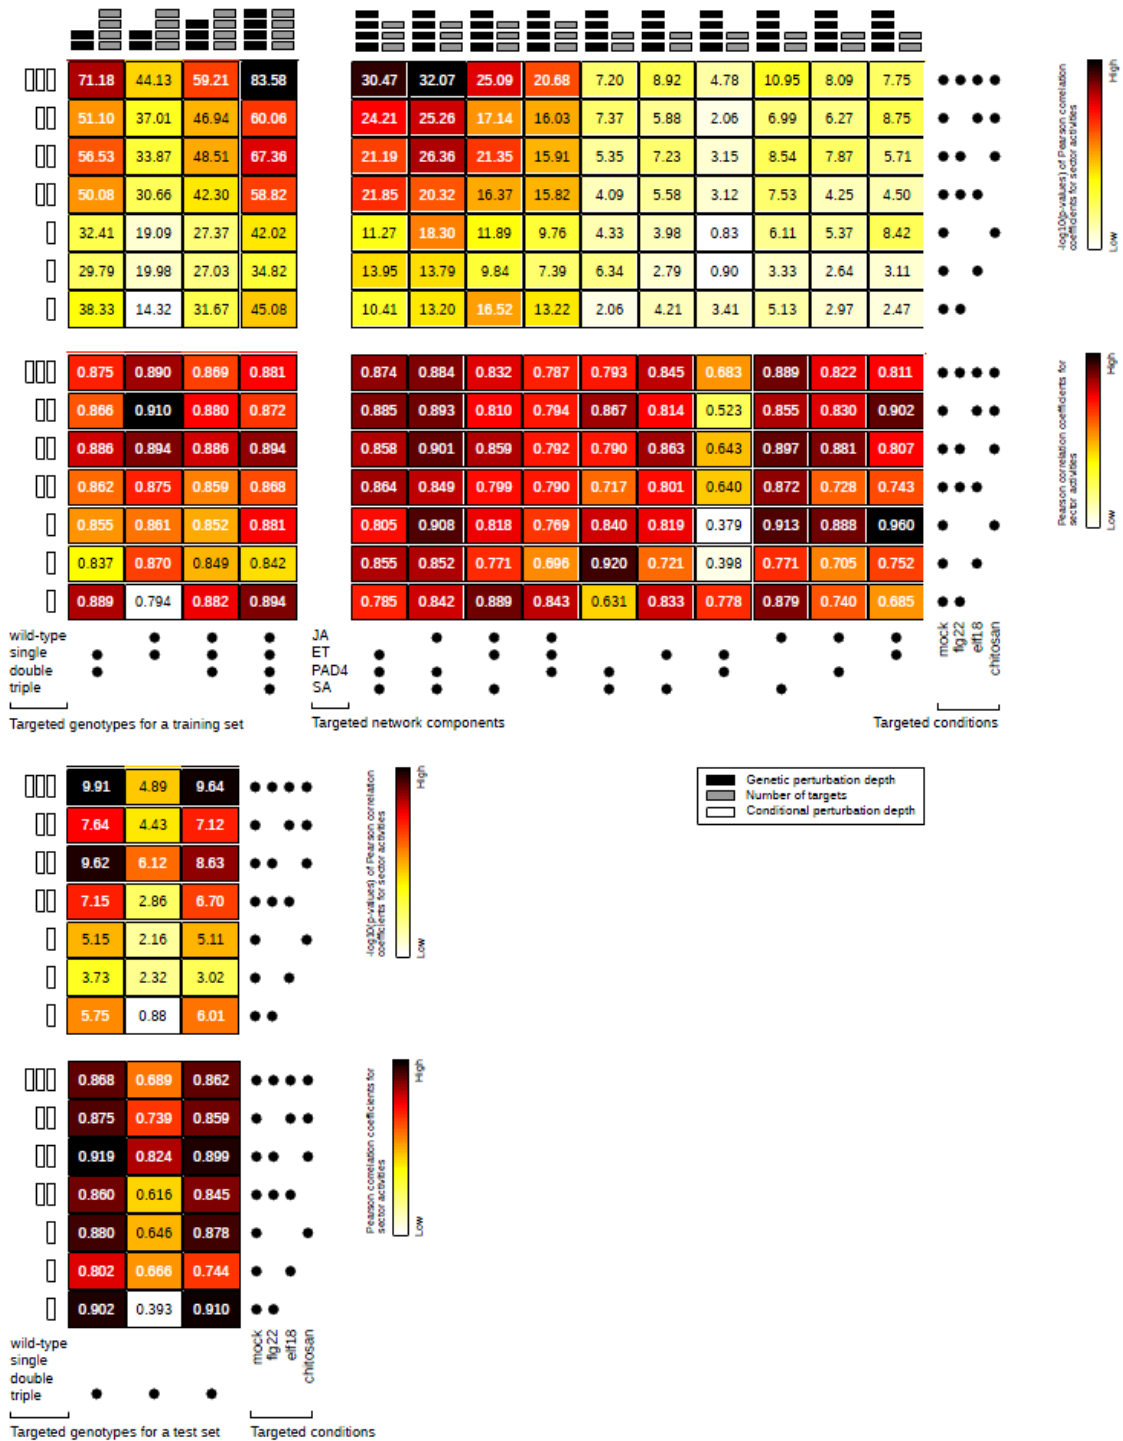 71.18 44.13 59.21 83.58 30.47 32.07 25.09 20.68 7.20 8.92 4.78 10.95 8.09 7.75
51.10 37.01 46.94 60.06 24.21 25.26 17.14 16.03 7.37 5.88 2.06 6.99 6.27 8.75
56.53 33.87 48.51 67.36 21.19 26.36 21.35 15.91 5.35 7.23 3.15 8.54 7.87 5.71
50.08 30.66 42.30 58.82 21.85 20.32 16.37 15.82 4.09 5.58 3.12 7.53 4.25 4.50
32.41 19.09 27.37 42.02 11.27 18.30 11.89 9.76 4.33 3.98 0.83 6.11 5.37 8.42
29.79 19.98 27.03 34.82 13.95 13.79 9.84 7.39 6.34 2.79 0.90 3.33 2.64 3.11
38.33 14.32 31.67 45.08 10.41 13.20 16.52 13.22 2.06 4.21 3.41 5.13 2.97 2.47
-log10(p-values) of Pearson correlation
coefficients for sector activities
High
Low
0.875 0.890 0.869 0.881 0.874 0.884 0.832 0.787 0.793 0.845 0.683 0.889 0.822 0.811
0.866 0.910 0.880 0.872 0.885 0.893 0.810 0.794 0.867 0.814 0.523 0.855 0.830 0.902
0.886 0.894 0.886 0.894 0.858 0.901 0.859 0.792 0.790 0.863 0.643 0.897 0.881 0.807
0.862 0.875 0.859 0.868 0.864 0.849 0.799 0.790 0.717 0.801 0.640 0.872 0.728 0.743
0.855 0.861 0.852 0.881 0.805 0.908 0.818 0.769 0.840 0.819 0.379 0.913 0.888 0.960
0.837 0.870 0.849 0.842 0.855 0.852 0.771 0.696 0.920 0.721 0.398 0.771 0.705 0.752
0.889 0.794 0.882 0.894 0.785 0.842 0.889 0.843 0.631 0.833 0.778 0.879 0.740 0.685
Pearson correlation coefficients for
sector activities
High
Low
wild-type
single
double
triple
JA
ET
PAD4
SA
mock
flg22
elf18
chitosan
Targeted genotypes for a training set
Targeted network components
Targeted conditions
9.91 4.89 9.64
7.64 4.43 7.12
9.62 6.12 8.63
7.15 2.86 6.70
5.15 2.16 5.11
3.73 2.32 3.02
5.75 0.88 6.01
-log10(p-values) of Pearson correlation
coefficients for sector activities
High
Low
Genetic perturbation depth
Number of targets
Conditional perturbation depth
0.868 0.689 0.862
0.875 0.739 0.859
0.919 0.824 0.899
0.860 0.616 0.845
0.880 0.646 0.878
0.802 0.666 0.744
0.902 0.393 0.910
Pearson correlation coefficients for
sector activities
High
Low
wild-type
single
double
triple
mock
flg22
elf18
chitosan
Targeted genotypes for a test set
Targeted conditions